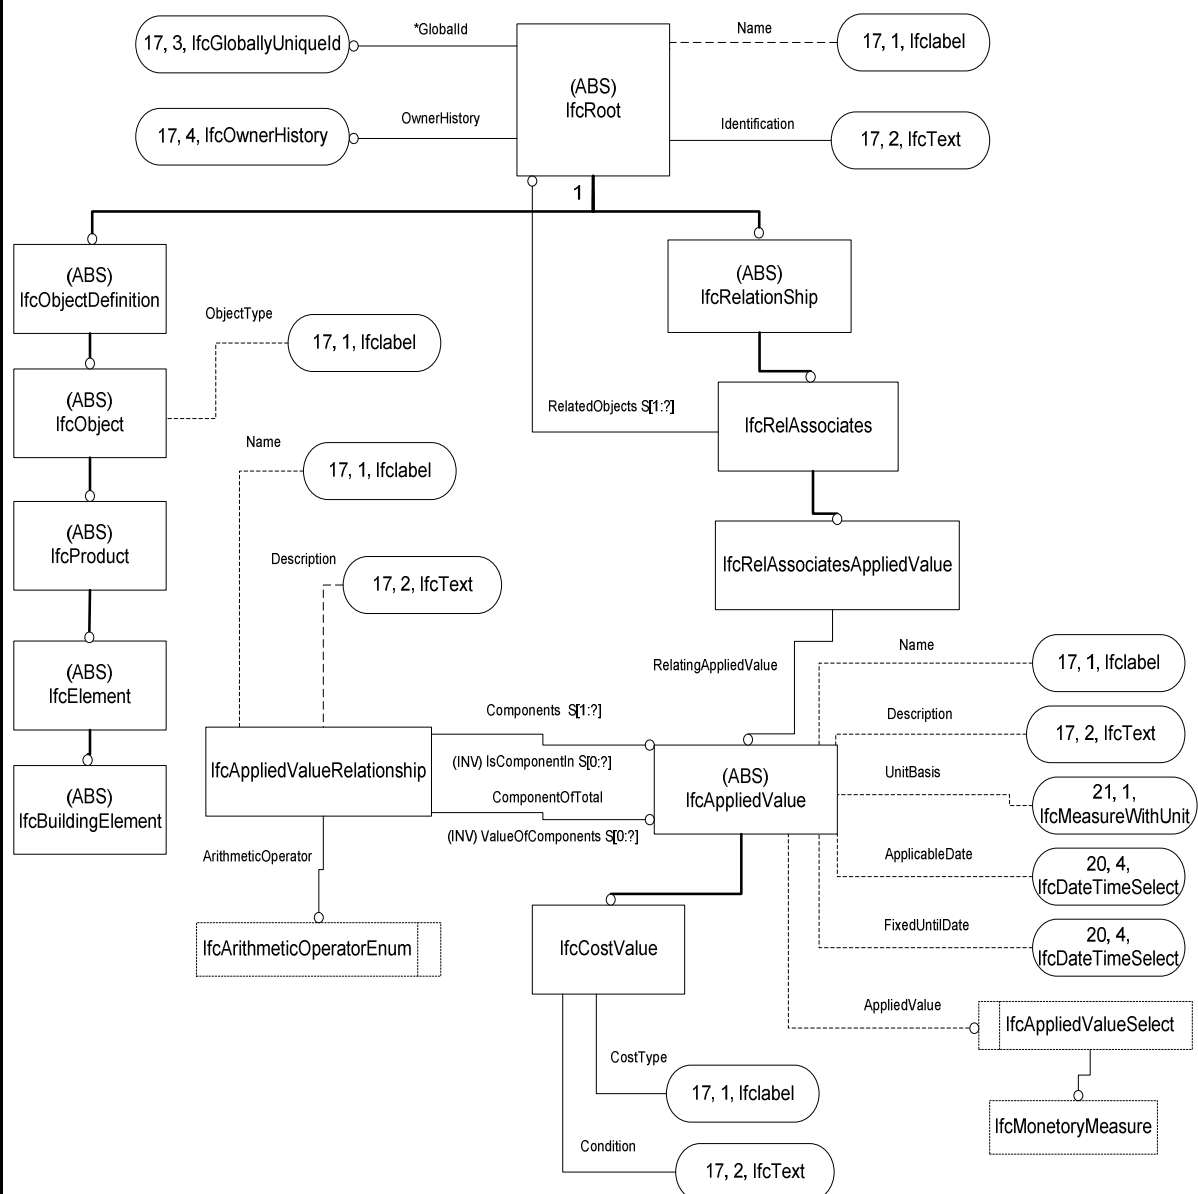 *GlobalId
Name
17, 3, IfcGloballyUniqueId
17, 1, Ifclabel
(ABS)
IfcRoot
OwnerHistory
Identification
17, 4, IfcOwnerHistory
17, 2, IfcText
1
(ABS)
IfcObjectDefinition
(ABS)
IfcRelationShip
ObjectType
17, 1, Ifclabel
(ABS)
IfcObject
RelatedObjects S[1:?]
IfcRelAssociates
Name
17, 1, Ifclabel
(ABS)
IfcProduct
Description
17, 2, IfcText
IfcRelAssociatesAppliedValue
(ABS)
IfcElement
RelatingAppliedValue
Name
17, 1, Ifclabel
Components S[1:?]
Description
17, 2, IfcText
(INV) IsComponentIn S[0:?]
IfcAppliedValueRelationship
(ABS)
IfcAppliedValue
UnitBasis
21, 1,
IfcMeasureWithUnit
ComponentOfTotal
(INV) ValueOfComponents S[0:?]
(ABS)
IfcBuildingElement
ArithmeticOperator
ApplicableDate
20, 4,
IfcDateTimeSelect
FixedUntilDate
20, 4,
IfcDateTimeSelect
IfcArithmeticOperatorEnum
IfcCostValue
AppliedValue
IfcAppliedValueSelect
CostType
17, 1, Ifclabel
IfcMonetoryMeasure
Condition
17, 2, IfcText